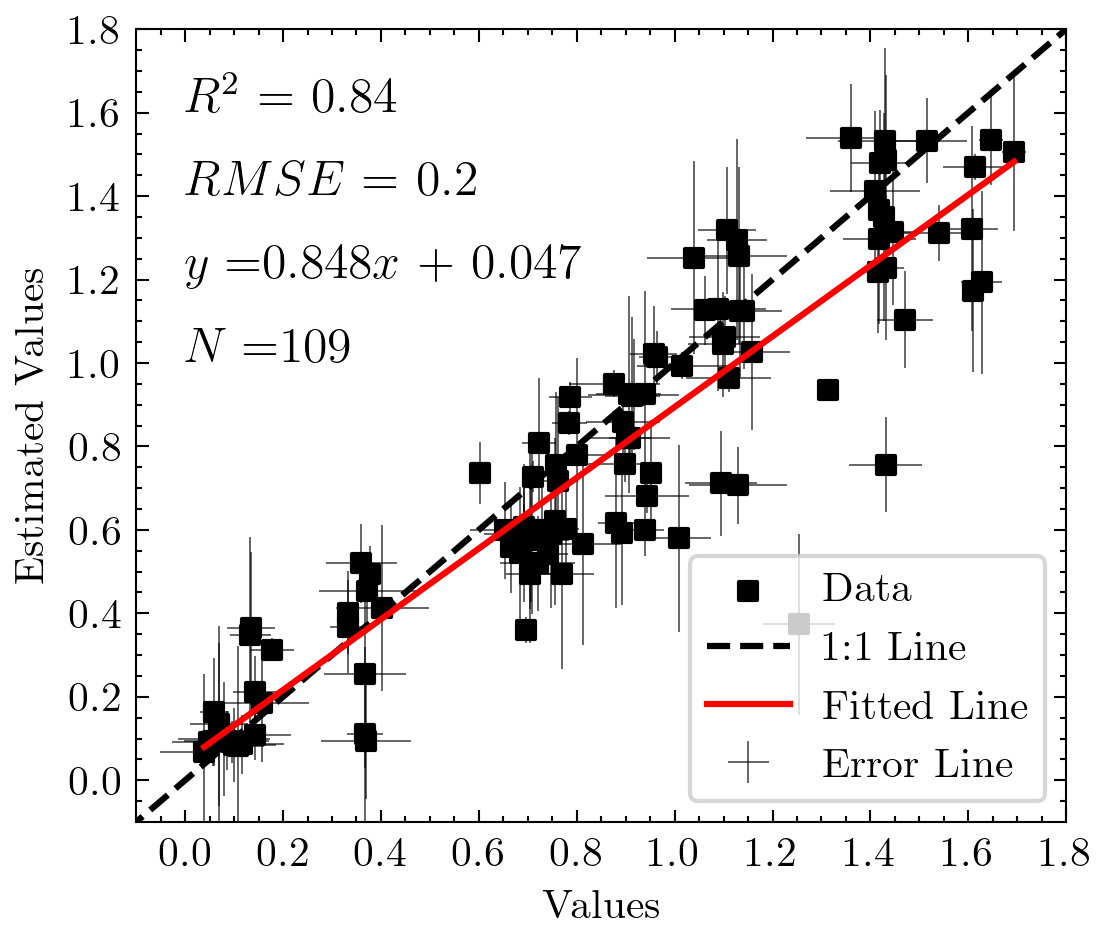 1.8
1.6
1.4
1.2
1.0
0.8
0.6
0.4
0.2
0.0
Estimated Values
R² = 0.84
RMSE = 0.2
y =0.848x + 0.047
N =109
Data
1:1 Line
Fitted Line
Error Line
0.0 0.2 0.4 0.6 0.8 1.0 1.2 1.4 1.6 1.8
Values